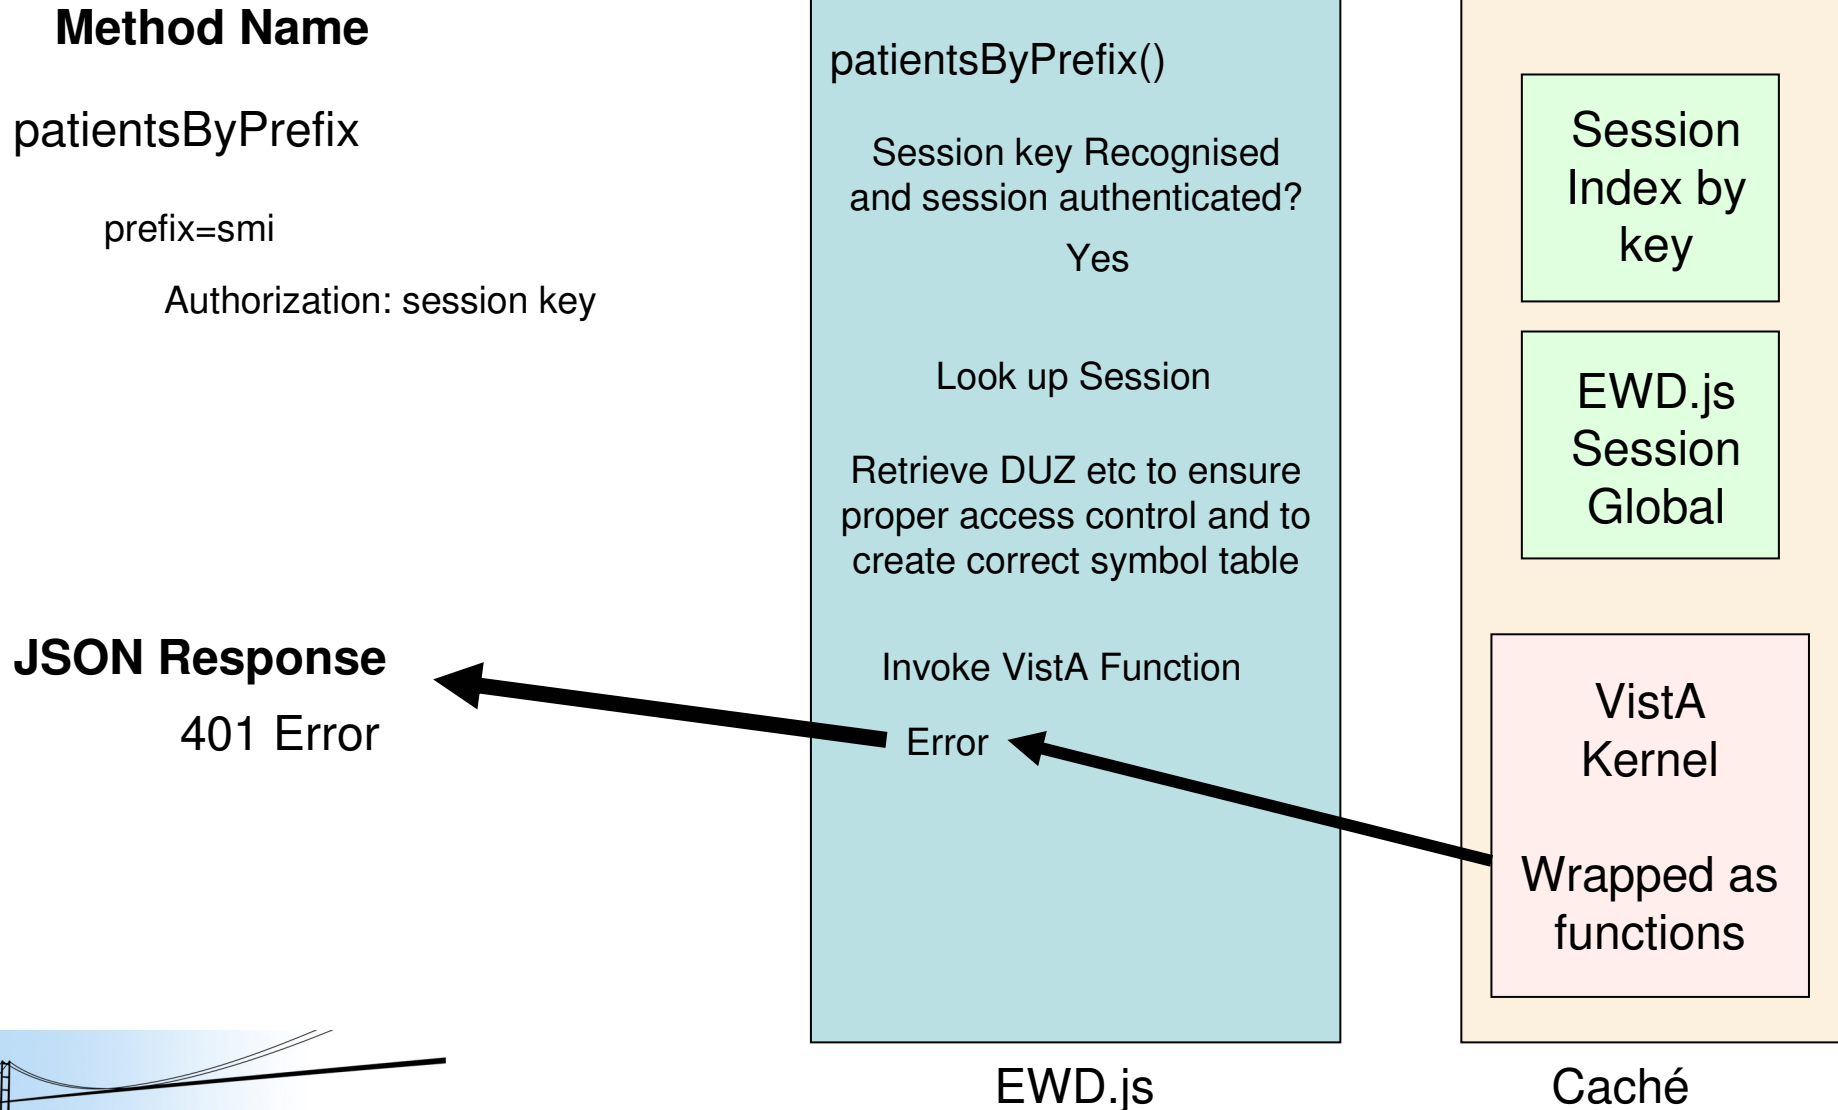 Method Name
patientsByPrefix
prefix=smi
Authorization: session key
JSON Response
401 Error
patientsByPrefix()
Session key Recognised
and session authenticated?
Yes
Look up Session
Retrieve DUZ etc to ensure
proper access control and to
create correct symbol table
Invoke VistA Function
Error
EWD.js
Session
Index by
key
EWD.js
Session
Global
VistA
Kernel
Wrapped as
functions
Caché